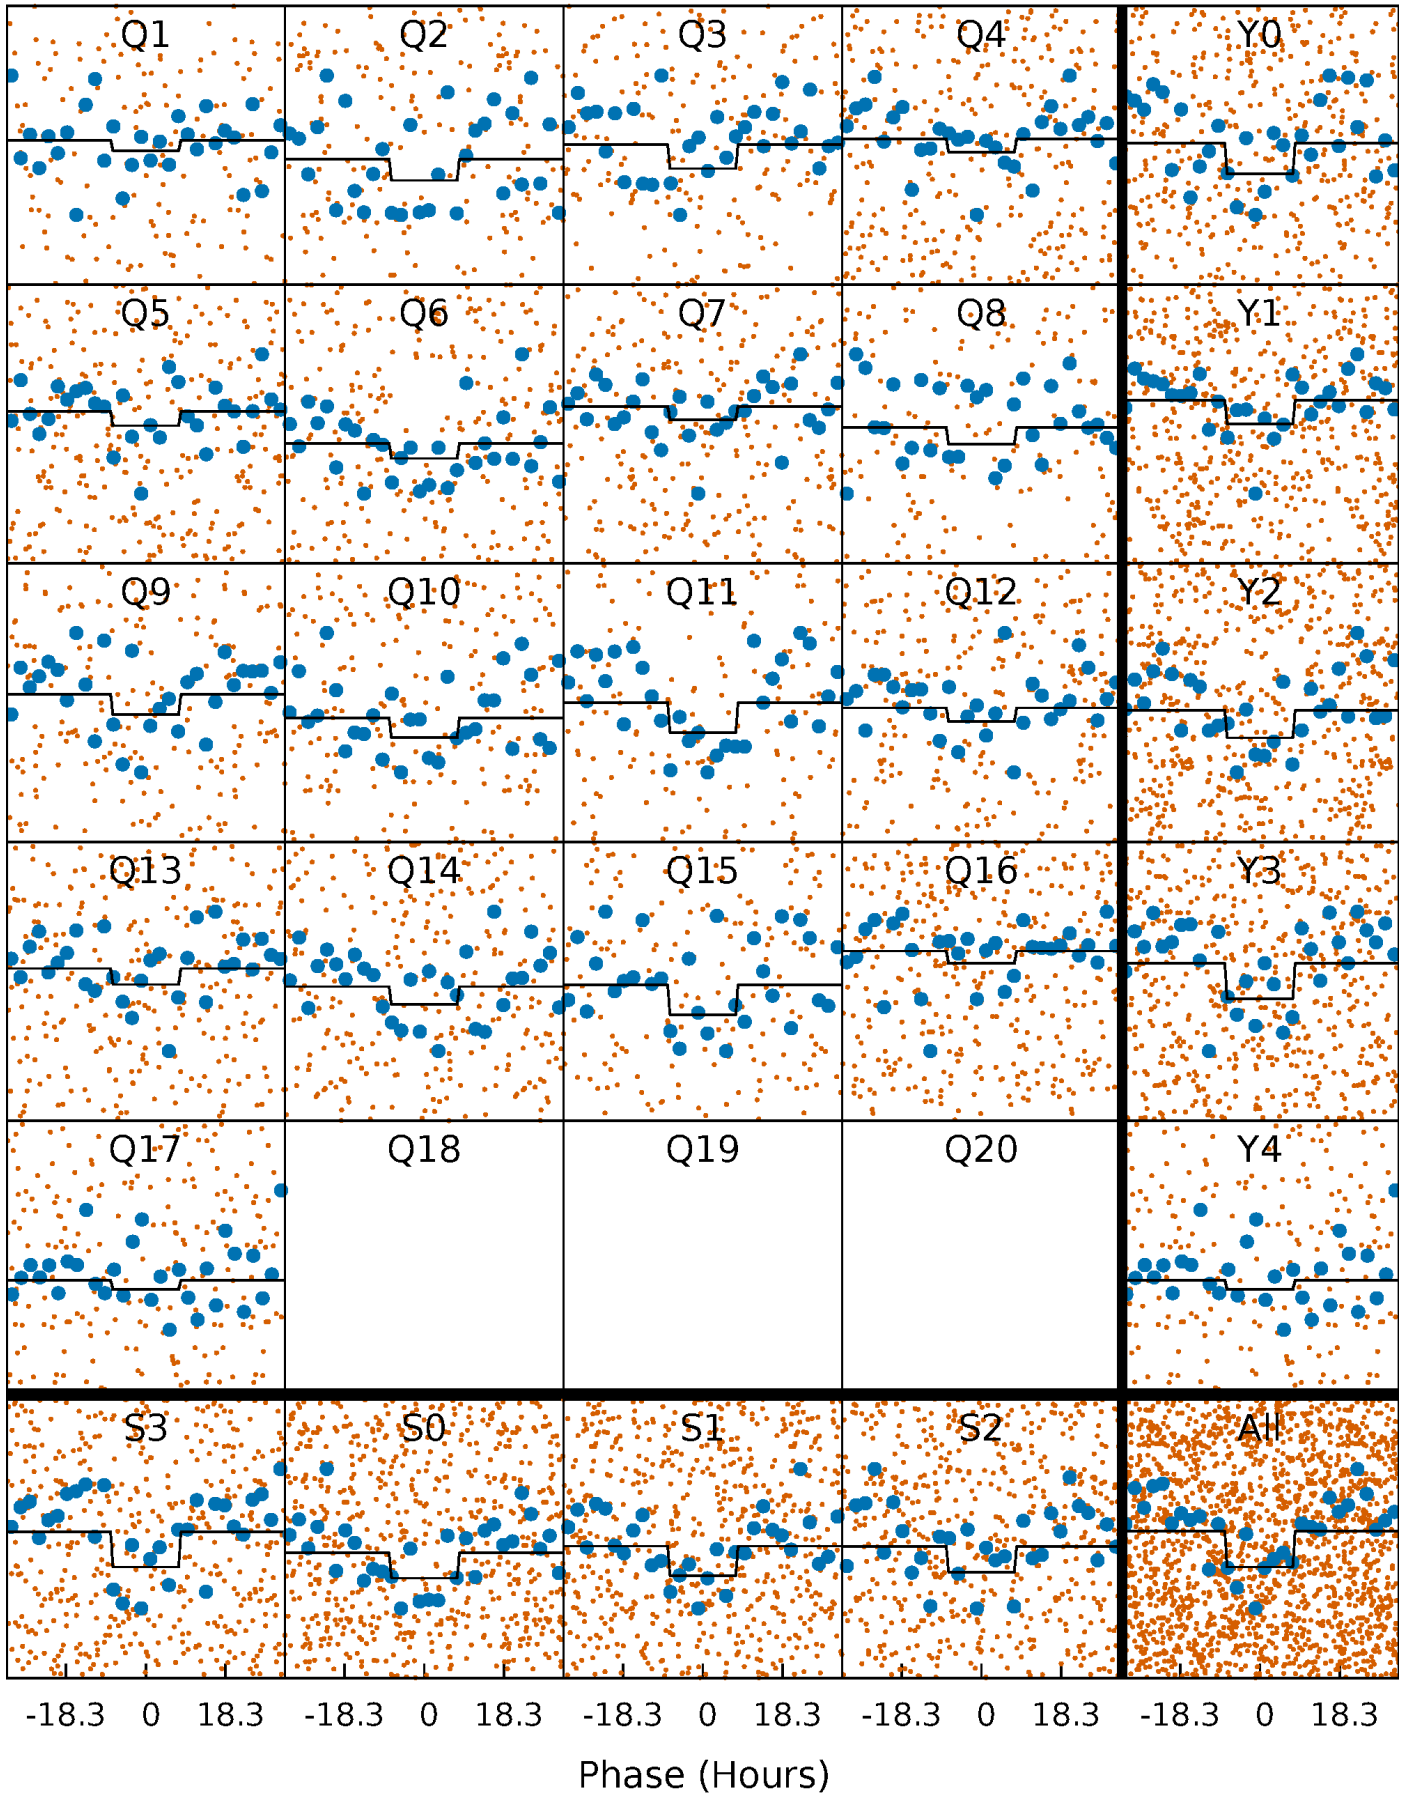 Q1 Q2 Q3 Q4 Y0
Q5 Q6 Q7 Q8 Y1
Q9 Q10 Q11 Q12 Y2
Q13 Q14 Q15 Q16 Y3
Q17 Q18 Q19 Q20 Y4
S3 S0 S1 S2 All
-18.3 0 18.3 -18.3 0 18.3 -18.3 0 18.3 -18.3 0 18.3 -18.3 0 18.3
Phase (Hours)